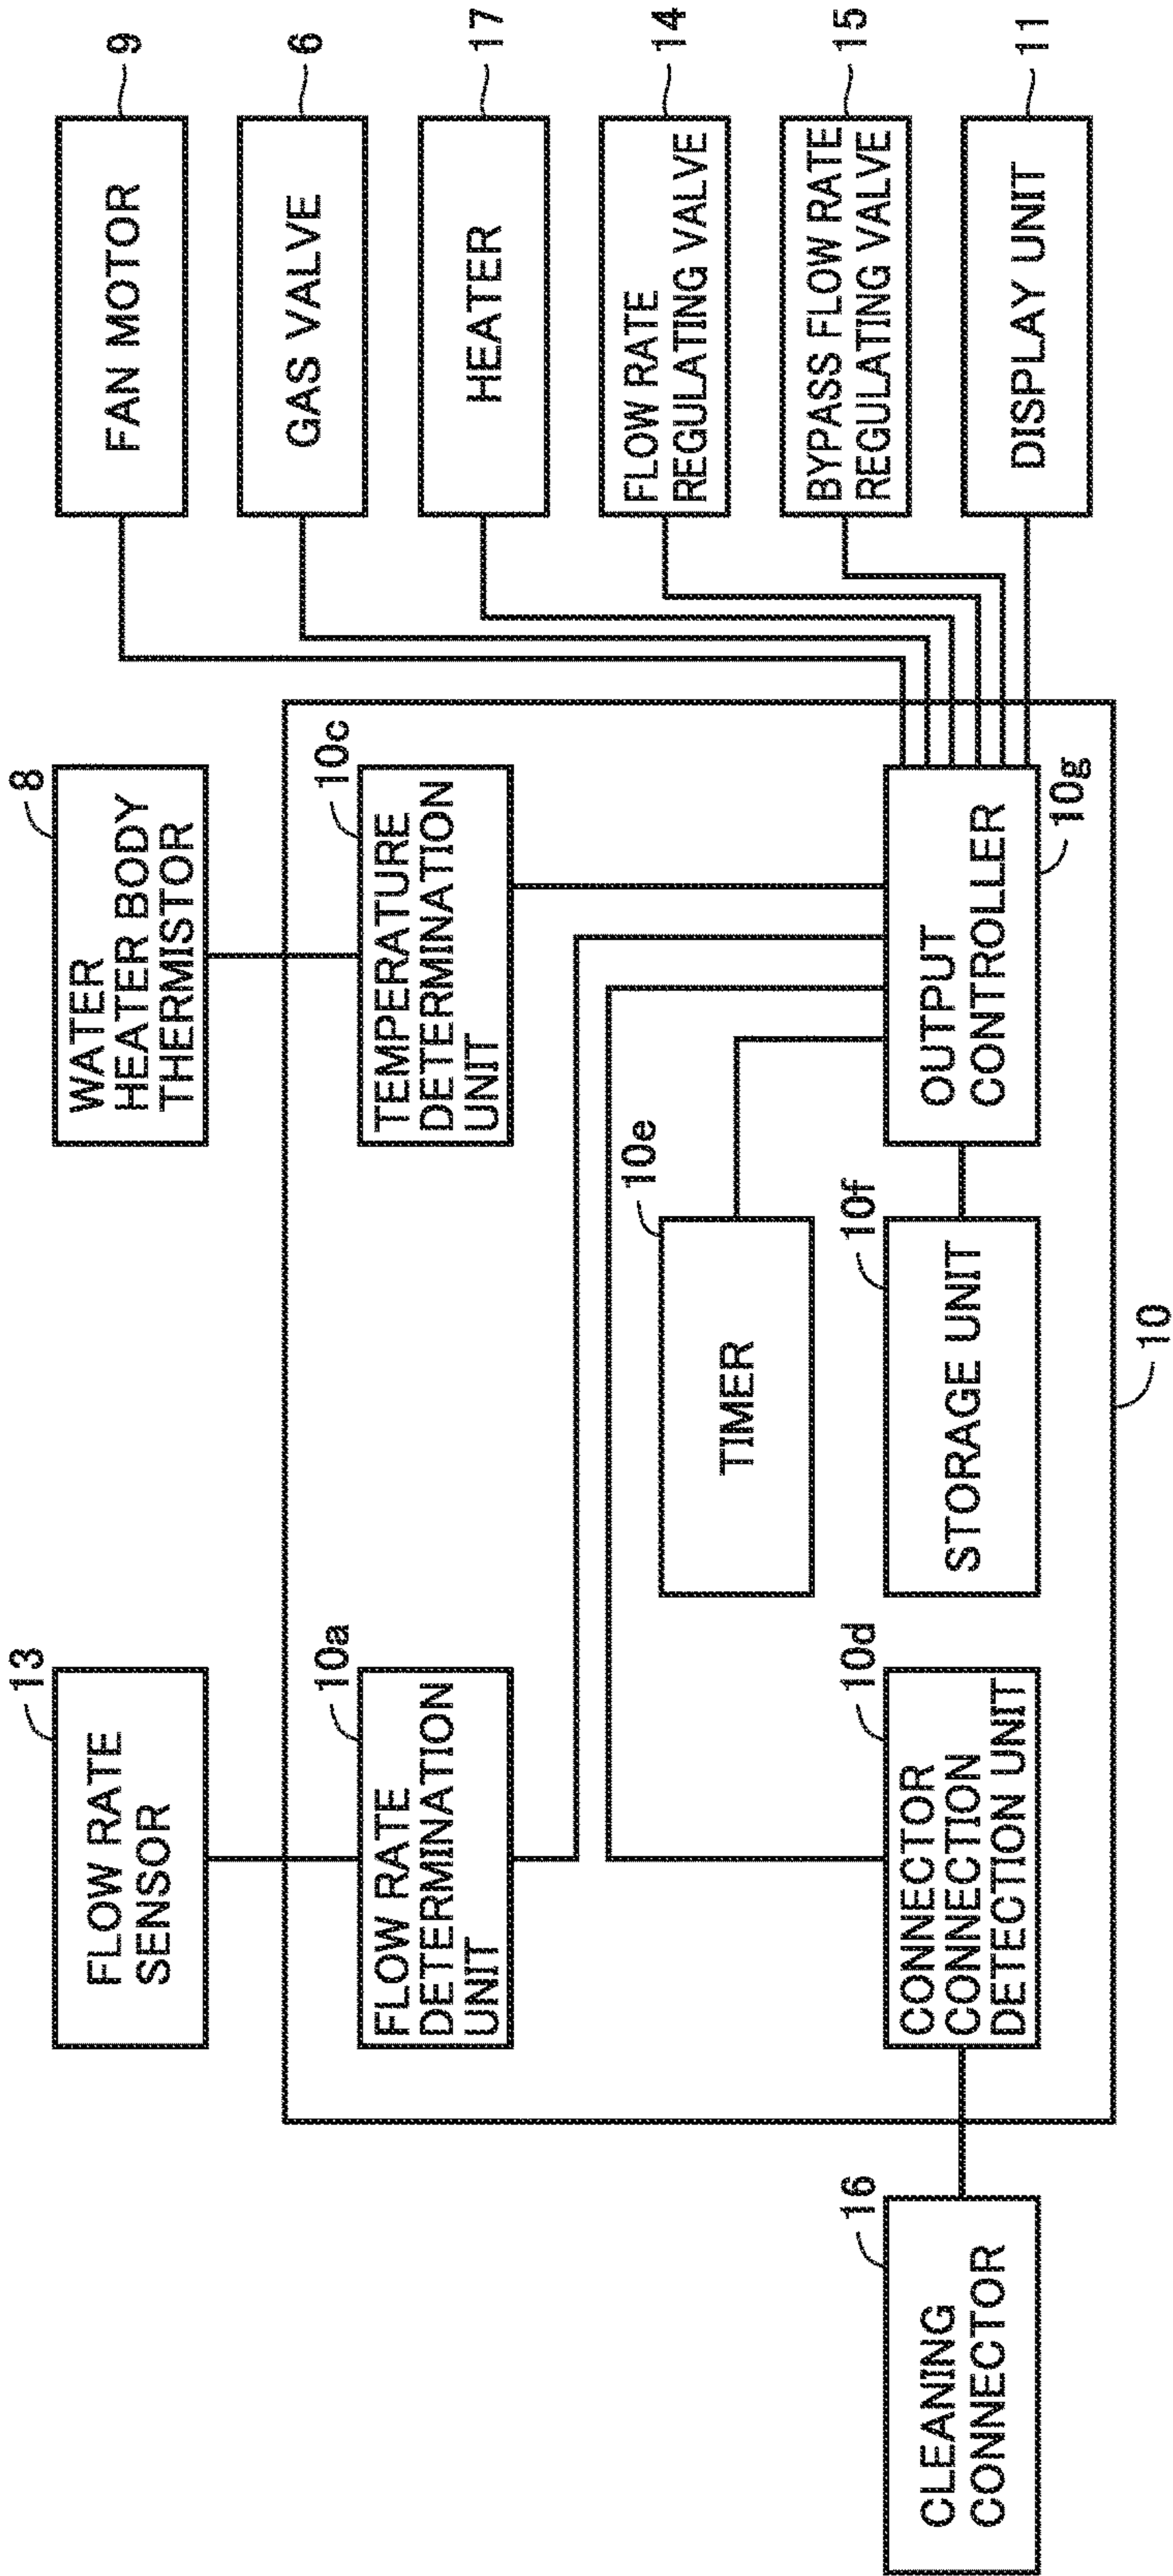 13
FLOW RATE
SENSOR
8
WATER
HEATER BODY
THERMISTOR
9
FAN MOTOR
6
GAS VALVE
17
HEATER
14
FLOW RATE
REGULATING VALVE
15
BYPASS FLOW RATE
REGULATING VALVE
11
DISPLAY UNIT
10a
FLOW RATE
DETERMINATION
UNIT
10c
TEMPERATURE
DETERMINATION
UNIT
10e
TIMER
16
CLEANING
CONNECTOR
10d
CONNECTOR
CONNECTION
DETECTION UNIT
10f
STORAGE UNIT
OUTPUT
CONTROLLER
10g
10